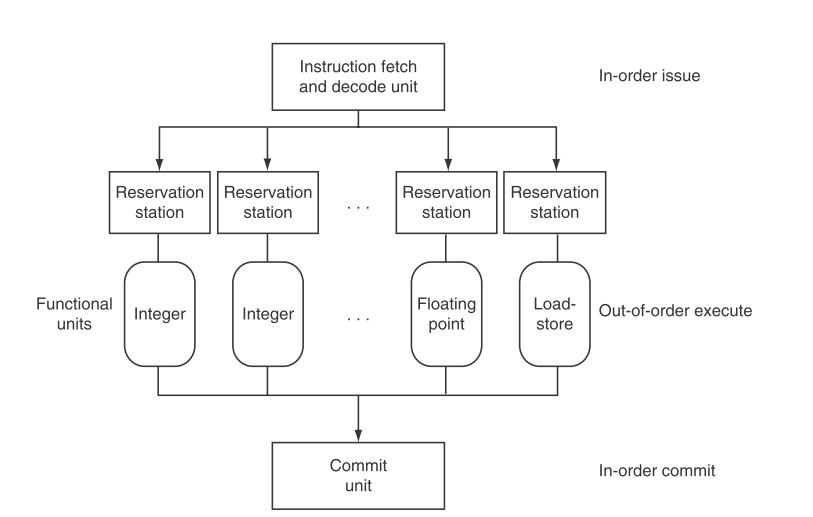 Instruction fetch
and decode unit
In-order issue
Reservation
station
Reservation
station
. . .
Reservation
station
Reservation
station
Functional
units
Integer
Integer
. . .
Floating
point
Load-
store
Out-of-order execute
Commit
unit
In-order commit